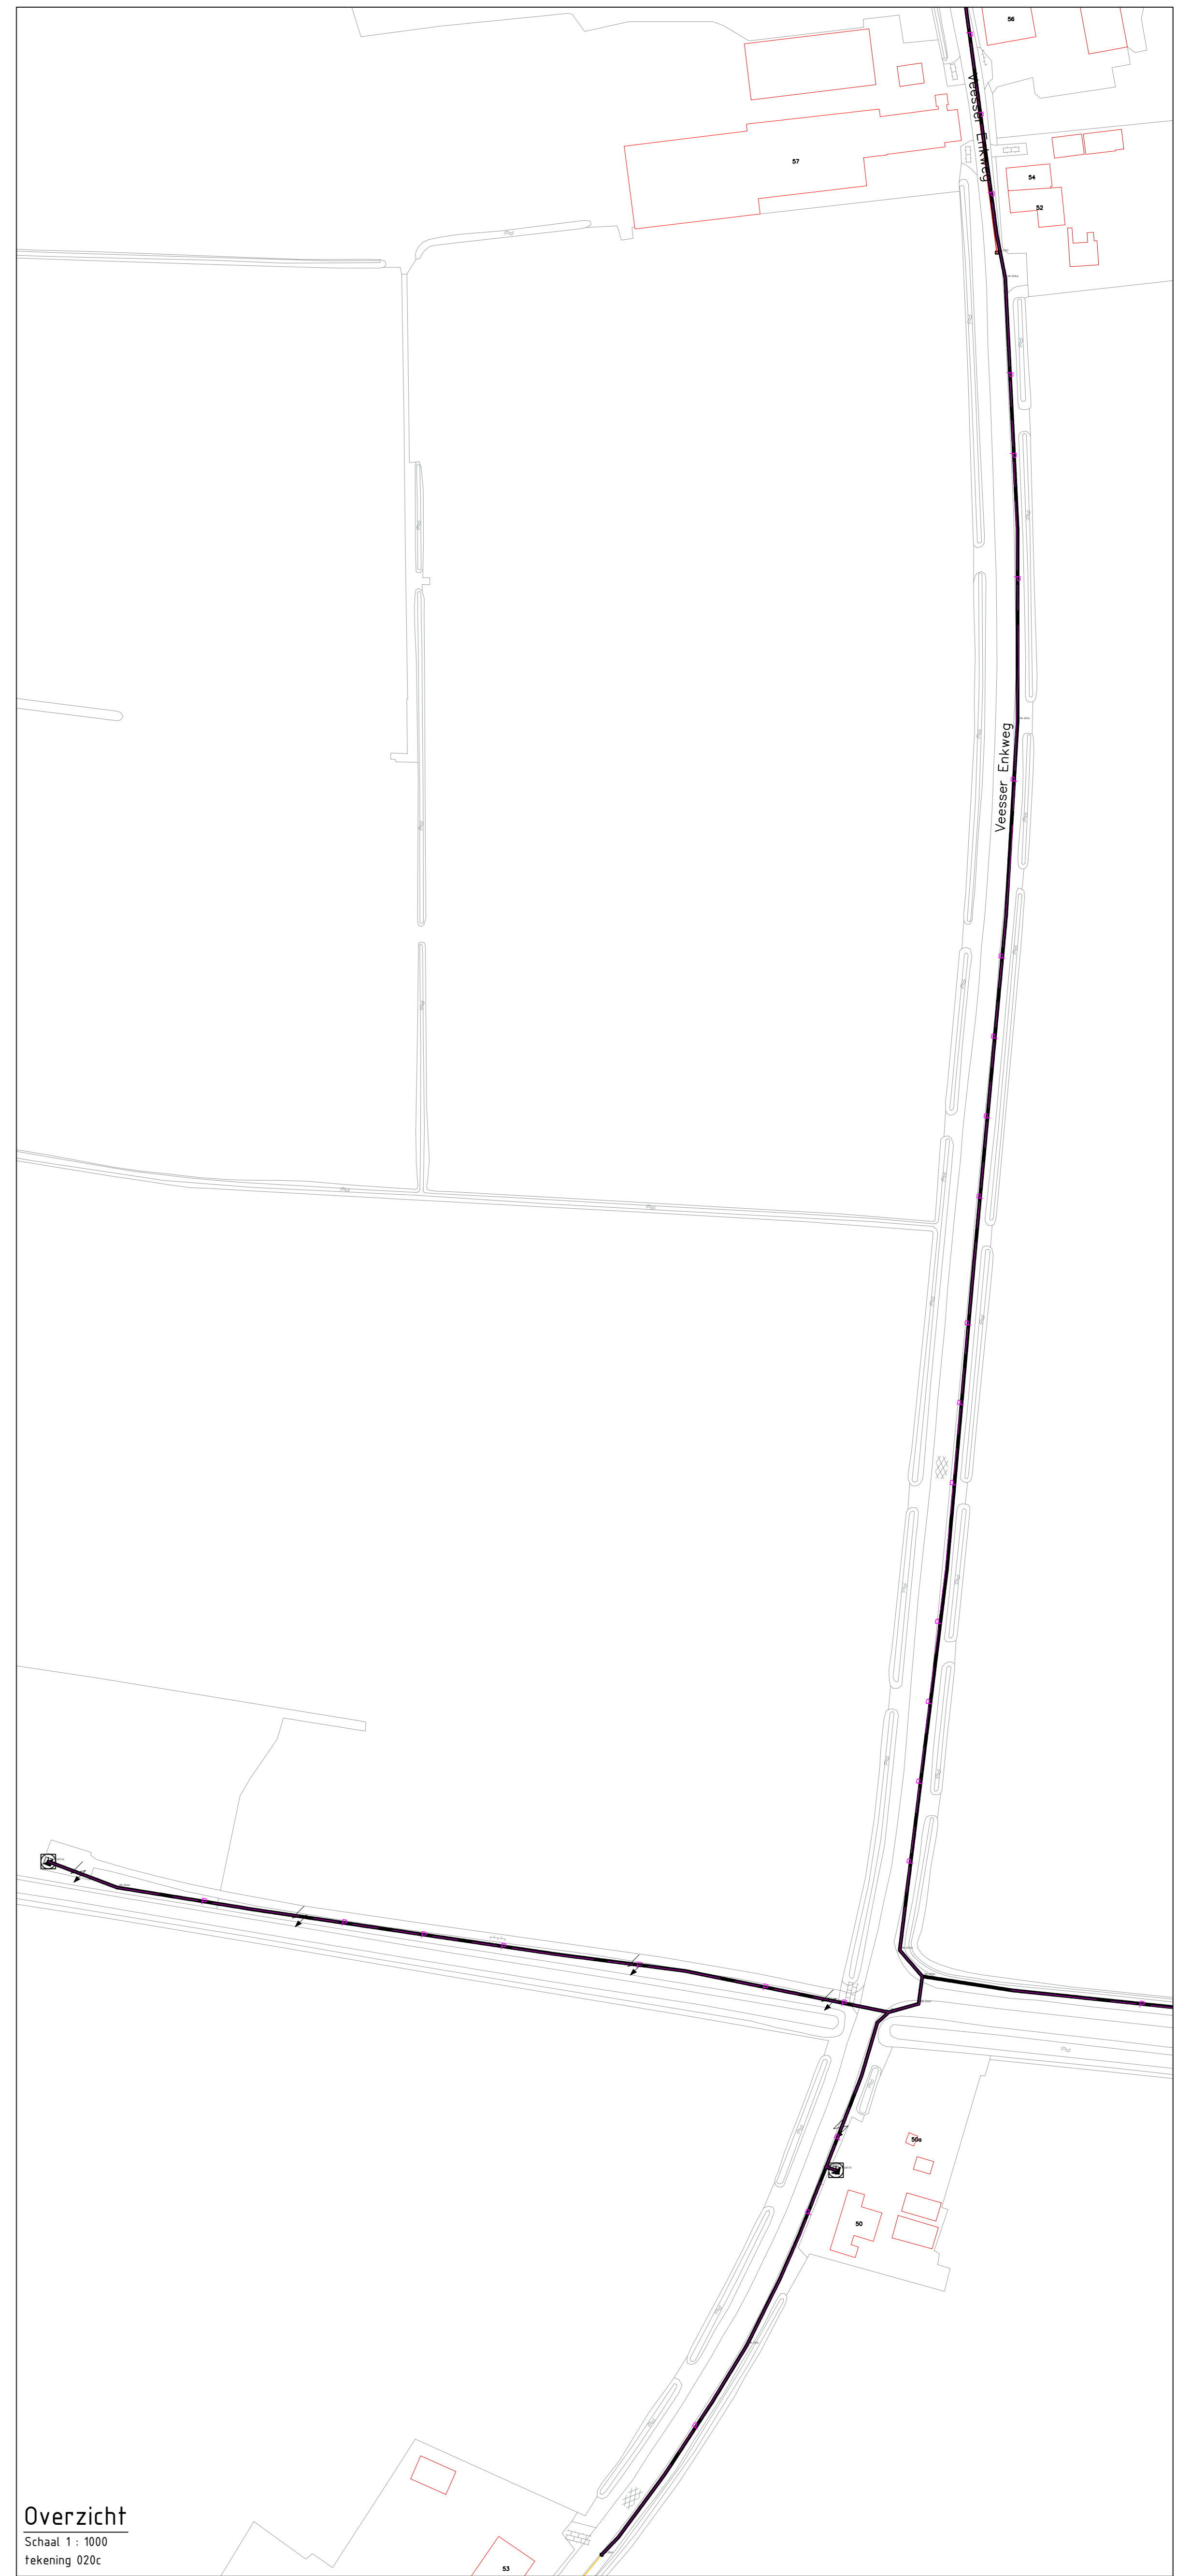 56
Veesser Enkweg
57
54
52
Veesser Enkweg
50a
50
53
Overzicht
Schaal 1 : 1000
tekening 020c